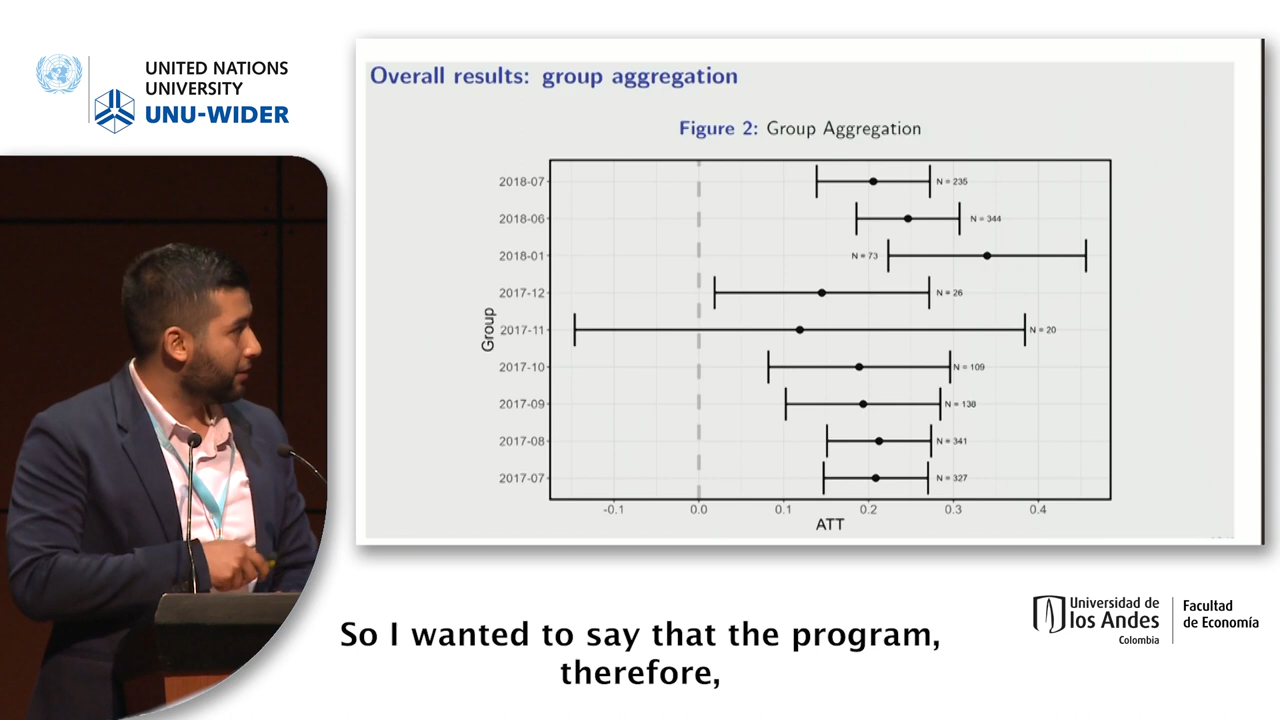 UNITED NATIONS
UNIVERSITY
UNU-WIDER
Overall results: group aggregation
Figure 2: Group Aggregation
Group
2018-07
N = 235
2018-06
N = 344
2018-01
N = 73
2017-12
N = 26
2017-11
N = 20
2017-10
N = 109
2017-09
N = 138
2017-08
N = 341
2017-07
N = 327
-0.1 0.0 0.1 0.2 0.3 0.4
ATT
Universidad de
los Andes
Colombia
Facultad
de Economía
So I wanted to say that the program,
therefore,